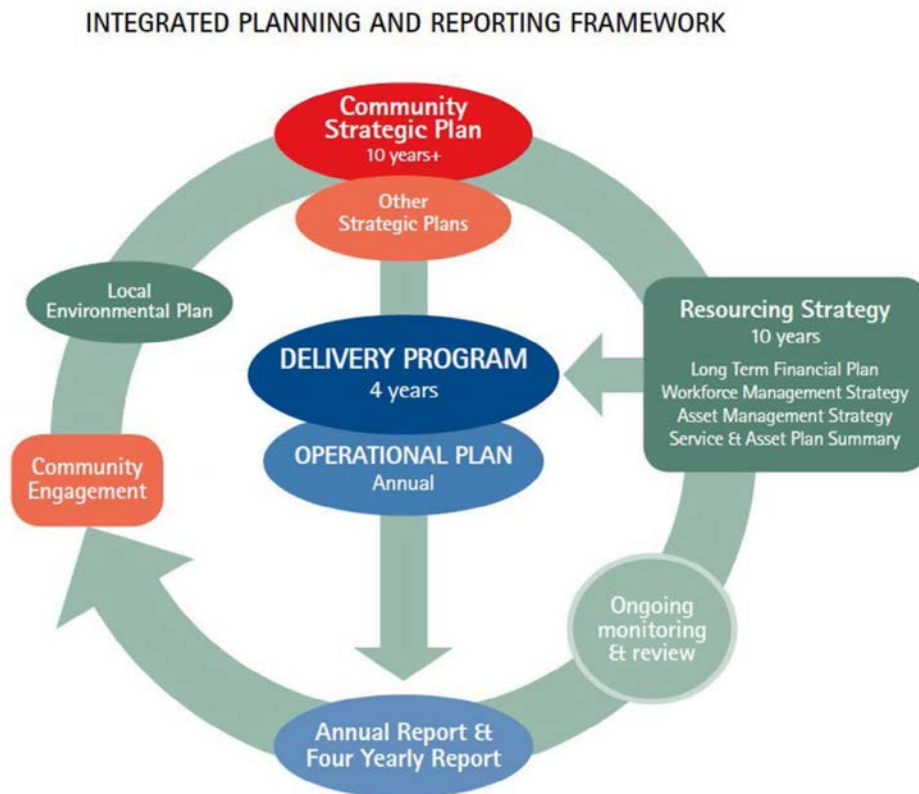 INTEGRATED PLANNING AND REPORTING FRAMEWORK
Community
Strategic Plan
10 years+
Other
Strategic Plans
Local
Environmental Plan
Resourcing Strategy
10 years
Long Term Financial Plan
Workforce Management Strategy
Asset Management Strategy
Service & Asset Plan Summary
DELIVERY PROGRAM
4 years
OPERATIONAL PLAN
Annual
Community
Engagement
Ongoing
monitoring
& review
Annual Report &
Four Yearly Report